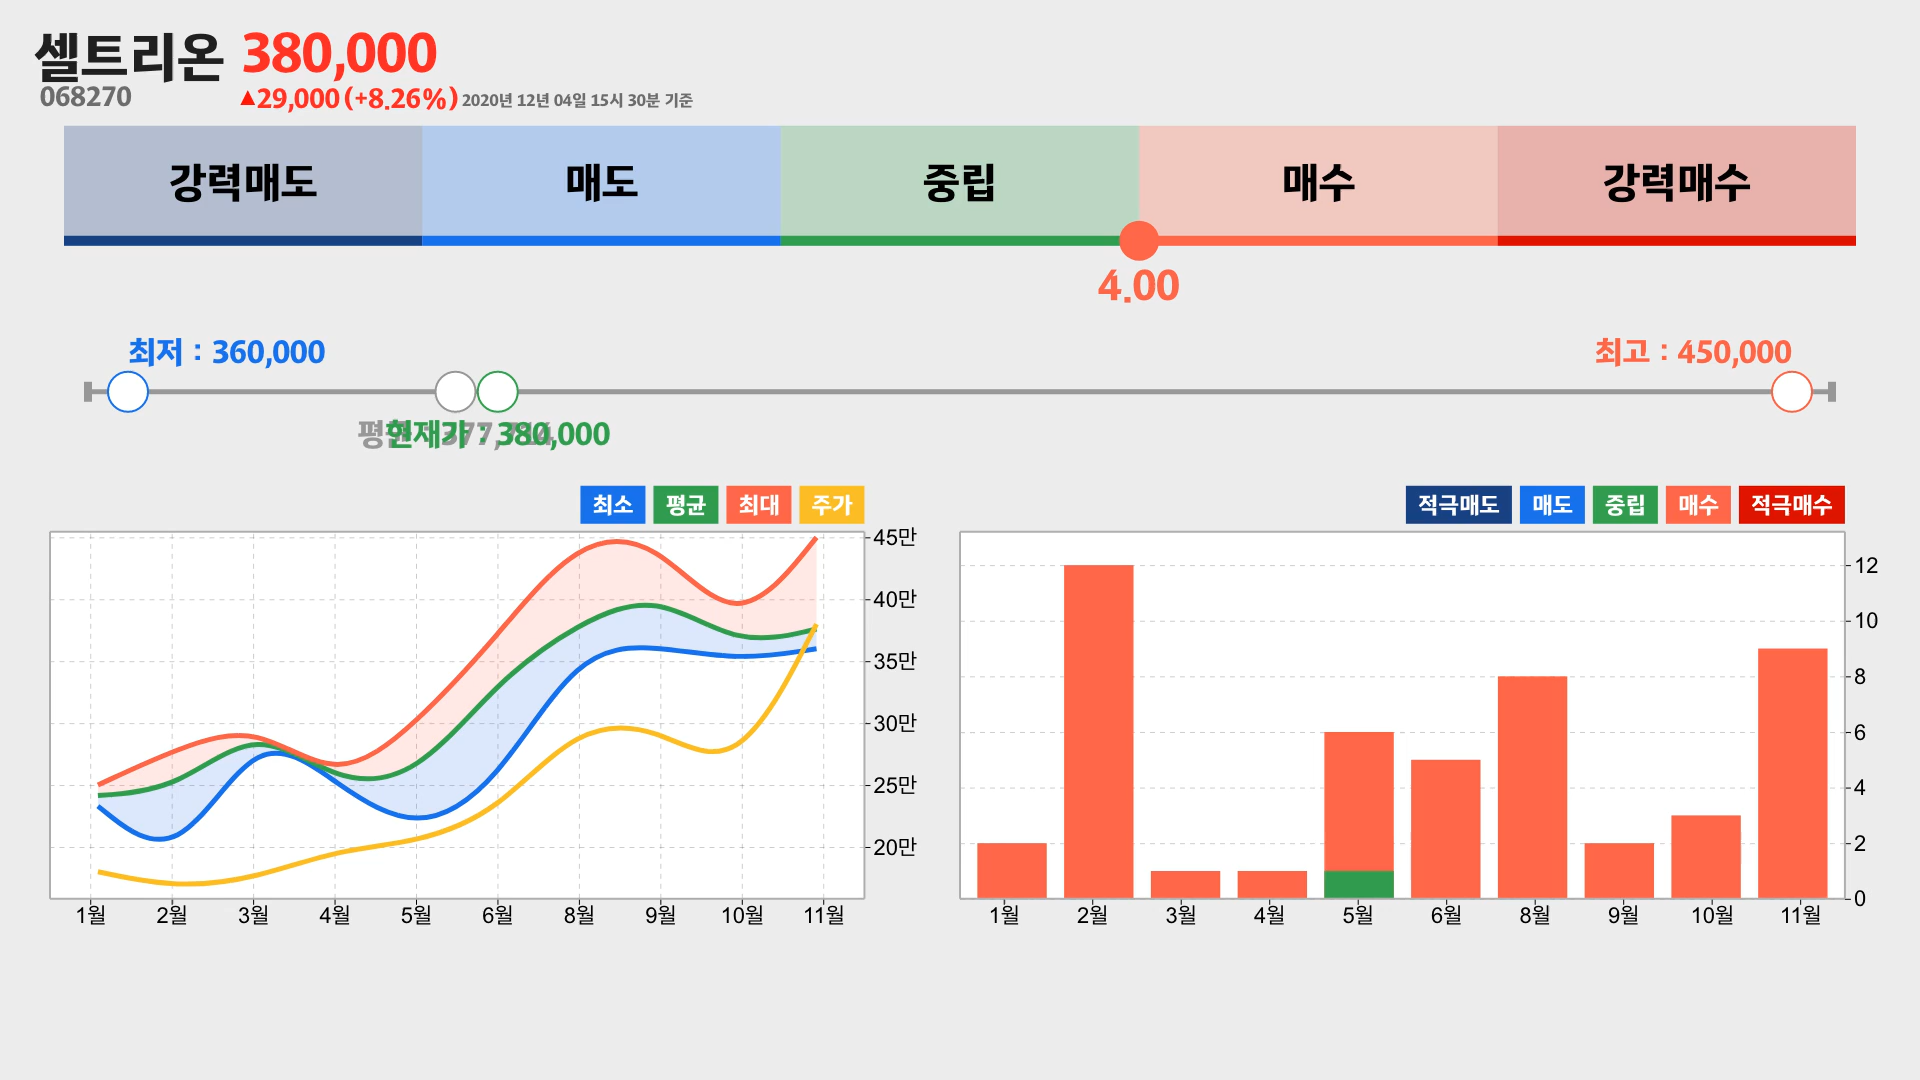 셀트리온 380,000
068270 ▲29,000 (+8.26%) 2020년 12년 04일 15시 30분 기준
강력매도 매도 중립 매수 강력매수
4.00
최저 : 360,000 최고 : 450,000
현재가 : 380,000
최소 평균 최대 주가
적극매도 매도 중립 매수 적극매수
45만
40만
35만
30만
25만
20만
1월 2월 3월 4월 5월 6월 8월 9월 10월 11월
12
10
8
6
4
2
0
1월 2월 3월 4월 5월 6월 8월 9월 10월 11월